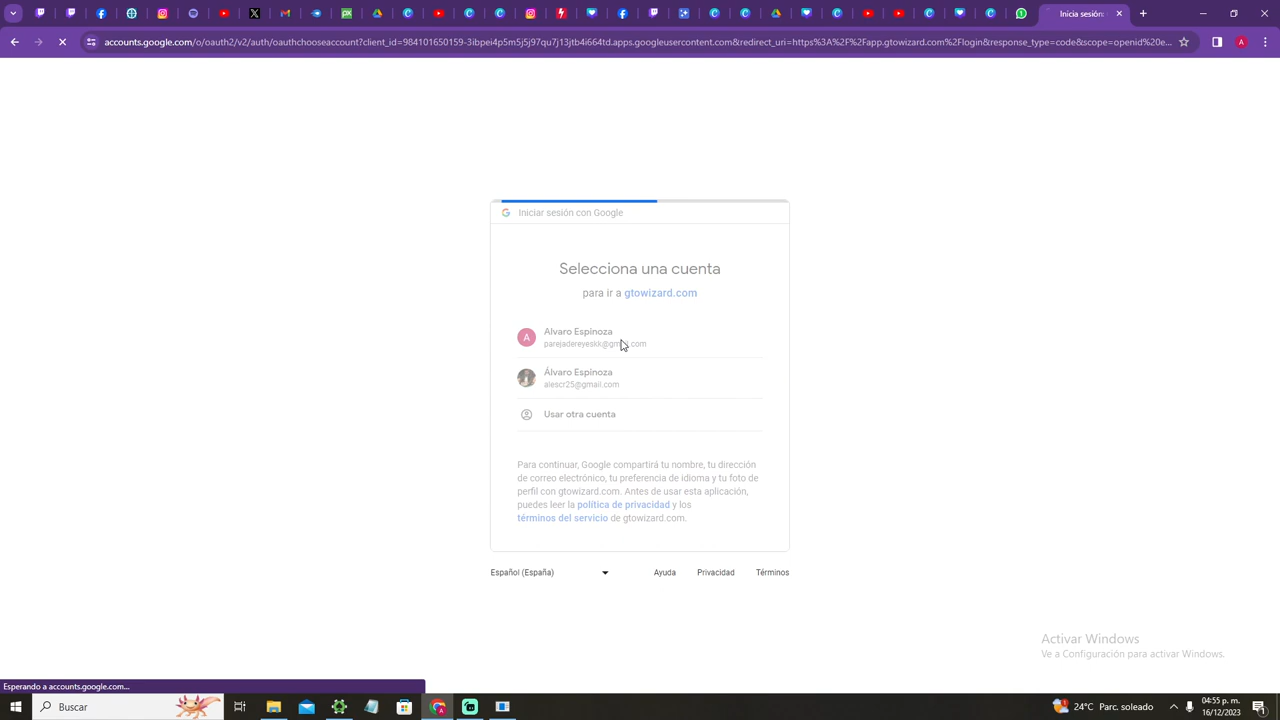 Inicio sesión:
accounts.google.com/o/oauth2/v2/auth/oauthchooseaccount?client_id=984101650159-3ibpei4p5m5j5j97qu7j13jtb4i664td.apps.googleusercontent.com&redirect_uri=https%3A%2F%2Fapp.gtowizard.com%2Flogin&response_type=code&scope=openid%20e...
A
Iniciar sesión con Google
Selecciona una cuenta
para ir a gtowizard.com
A
Alvaro Espinoza
Álvaro Espinoza
alescr25@gmail.com
Usar otra cuenta
Para continuar, Google compartirá tu nombre, tu dirección
de correo electrónico, tu preferencia de idioma y tu foto de
perfil con gtowizard.com. Antes de usar esta aplicación,
puedes leer la política de privacidad y los
términos del servicio de gtowizard.com.
Español (España)
Ayuda
Privacidad
Términos
Activar Windows
Ve a Configuración para activar Windows.
Esperando a accounts.google.com...
Buscar
24°C Parc. soleado
04:55 p. m.
16/12/2023